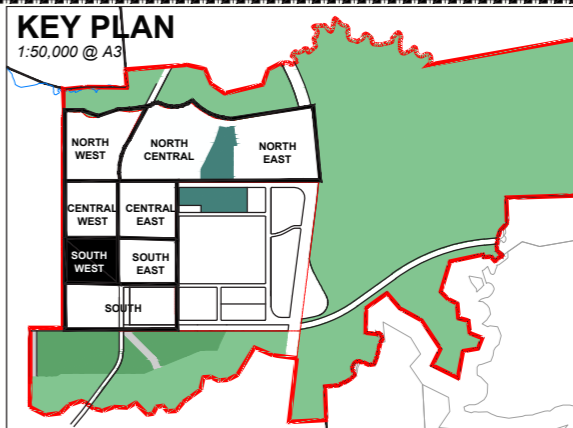 KEY PLAN
1:50,000 @ A3
NORTH
WEST
NORTH
CENTRAL
NORTH
EAST
CENTRAL
WEST
CENTRAL
EAST
SOUTH
WEST
SOUTH
EAST
SOUTH